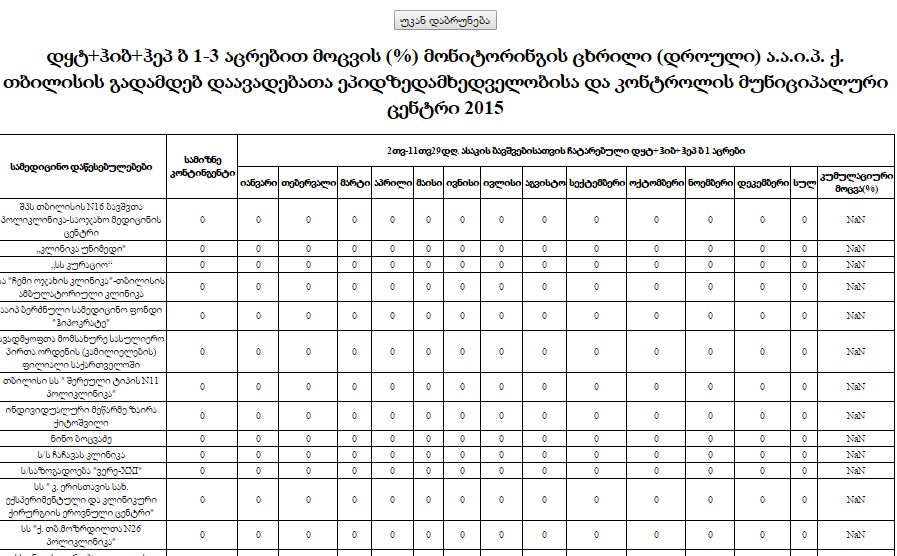 უკან დაბრუნება
დყტ+ჰიბ+ჰეპ ბ 1-3 აცრებით მოცვის (%) მონიტორინგის ცხრილი (დროული) ა.ა.ი.პ. ქ.
თბილისის გადამდებ დაავადებათა ეპიდზედამხედველობისა და კონტროლის მუნიციპალური
ცენტრი 2015
სამედიცინო დაწესებულებები სამიზნე კონტინგენტი 2თვ-11თვ29დღ. ასაკის ბავშვებისათვის ჩატარებული დყტ+ჰიბ+ჰეპ ბ 1 აცრები
იანვარი თებერვალი მარტი აპრილი მაისი ივნისი ივლისი აგვისტო სექტემბერი ოქტომბერი ნოემბერი დეკემბერი სულ კუმულაციური მოცვა(%)
შპს თბილისის N16 ბავშვთა
პოლიკლინიკა-საოჯახო მედიცინის
ცენტრი
0 0 0 0 0 0 0 0 0 0 0 0 0 0 NaN
„კლინიკა უნიმედი" 0 0 0 0 0 0 0 0 0 0 0 0 0 0 NaN
„სს კურაციო“ 0 0 0 0 0 0 0 0 0 0 0 0 0 0 NaN
"ჩემი ოჯახის კლინიკა"-თბილისის
ამბულატორიული კლინიკა
0 0 0 0 0 0 0 0 0 0 0 0 0 0 NaN
ააიპ ბერძნული სამედიცინო ფონდი
"ჰიპოკრატე"
0 0 0 0 0 0 0 0 0 0 0 0 0 0 NaN
ავადმყოფთა მომსახურე სასულიერო
პირთა ორდენის (კამილიელების)
ფილიალი საქართველოში
0 0 0 0 0 0 0 0 0 0 0 0 0 0 NaN
თბილისი სს " შერეული ტიპის N11
პოლიკლინიკა"
0 0 0 0 0 0 0 0 0 0 0 0 0 0 NaN
ინდივიდუალური მეწარმე ზაირა
ქიტოშვილი
0 0 0 0 0 0 0 0 0 0 0 0 0 0 NaN
ნინო ბოცვაძე 0 0 0 0 0 0 0 0 0 0 0 0 0 0 NaN
ს/ს ჩაჩავას კლინიკა 0 0 0 0 0 0 0 0 0 0 0 0 0 0 NaN
ს/საზოგადოება "ვერე-XXI" 0 0 0 0 0 0 0 0 0 0 0 0 0 0 NaN
სს " კ. ერისთავის სახ.
ექსპერიმენტული და კლინიკური
ქირურგიის ეროვნული ცენტრი"
0 0 0 0 0 0 0 0 0 0 0 0 0 0 NaN
სს "ქ. თბ.მოზრდილთა N26
პოლიკლინიკა"
0 0 0 0 0 0 0 0 0 0 0 0 0 0 NaN